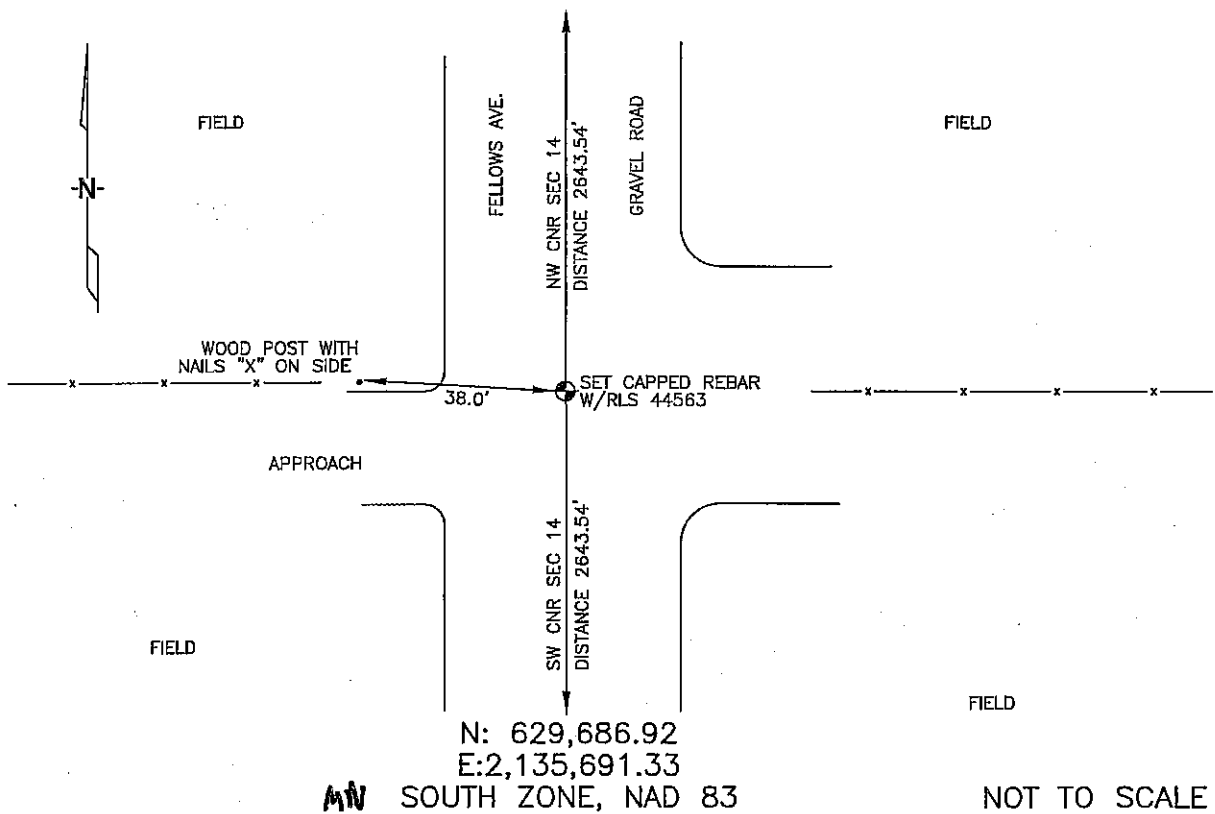 FIELD
FELLOWS AVE.
NW CNR SEC 14
DISTANCE 2643.54'
GRAVEL ROAD
FIELD
-N-
WOOD POST WITH
NAILS "X" ON SIDE
x x x
38.0'
SET CAPPED REBAR
W/RLS 44563
x x x x
APPROACH
SW CNR SEC 14
DISTANCE 2643.54'
FIELD
FIELD
N: 629,686.92
E:2,135,691.33
MN SOUTH ZONE, NAD 83
NOT TO SCALE